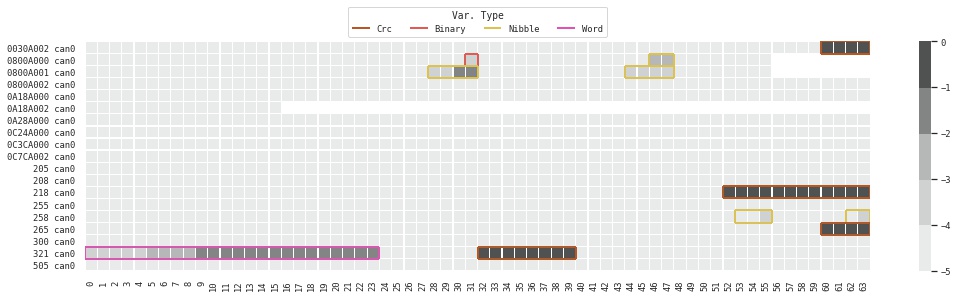 Var. Type
Crc Binary Nibble Word
0030A002 can0
0800A000 can0
0800A001 can0
0800A002 can0
0A18A000 can0
0A18A002 can0
0A28A000 can0
0C24A000 can0
0C3CA000 can0
0C7CA002 can0
205 can0
208 can0
218 can0
255 can0
258 can0
265 can0
300 can0
321 can0
505 can0
0 1 2 3 4 5 6 7 8 9 10 11 12 13 14 15 16 17 18 19 20 21 22 23 24 25 26 27 28 29 30 31 32 33 34 35 36 37 38 39 40 41 42 43 44 45 46 47 48 49 50 51 52 53 54 55 56 57 58 59 60 61 62 63
0
−1
−2
−3
−4
−5